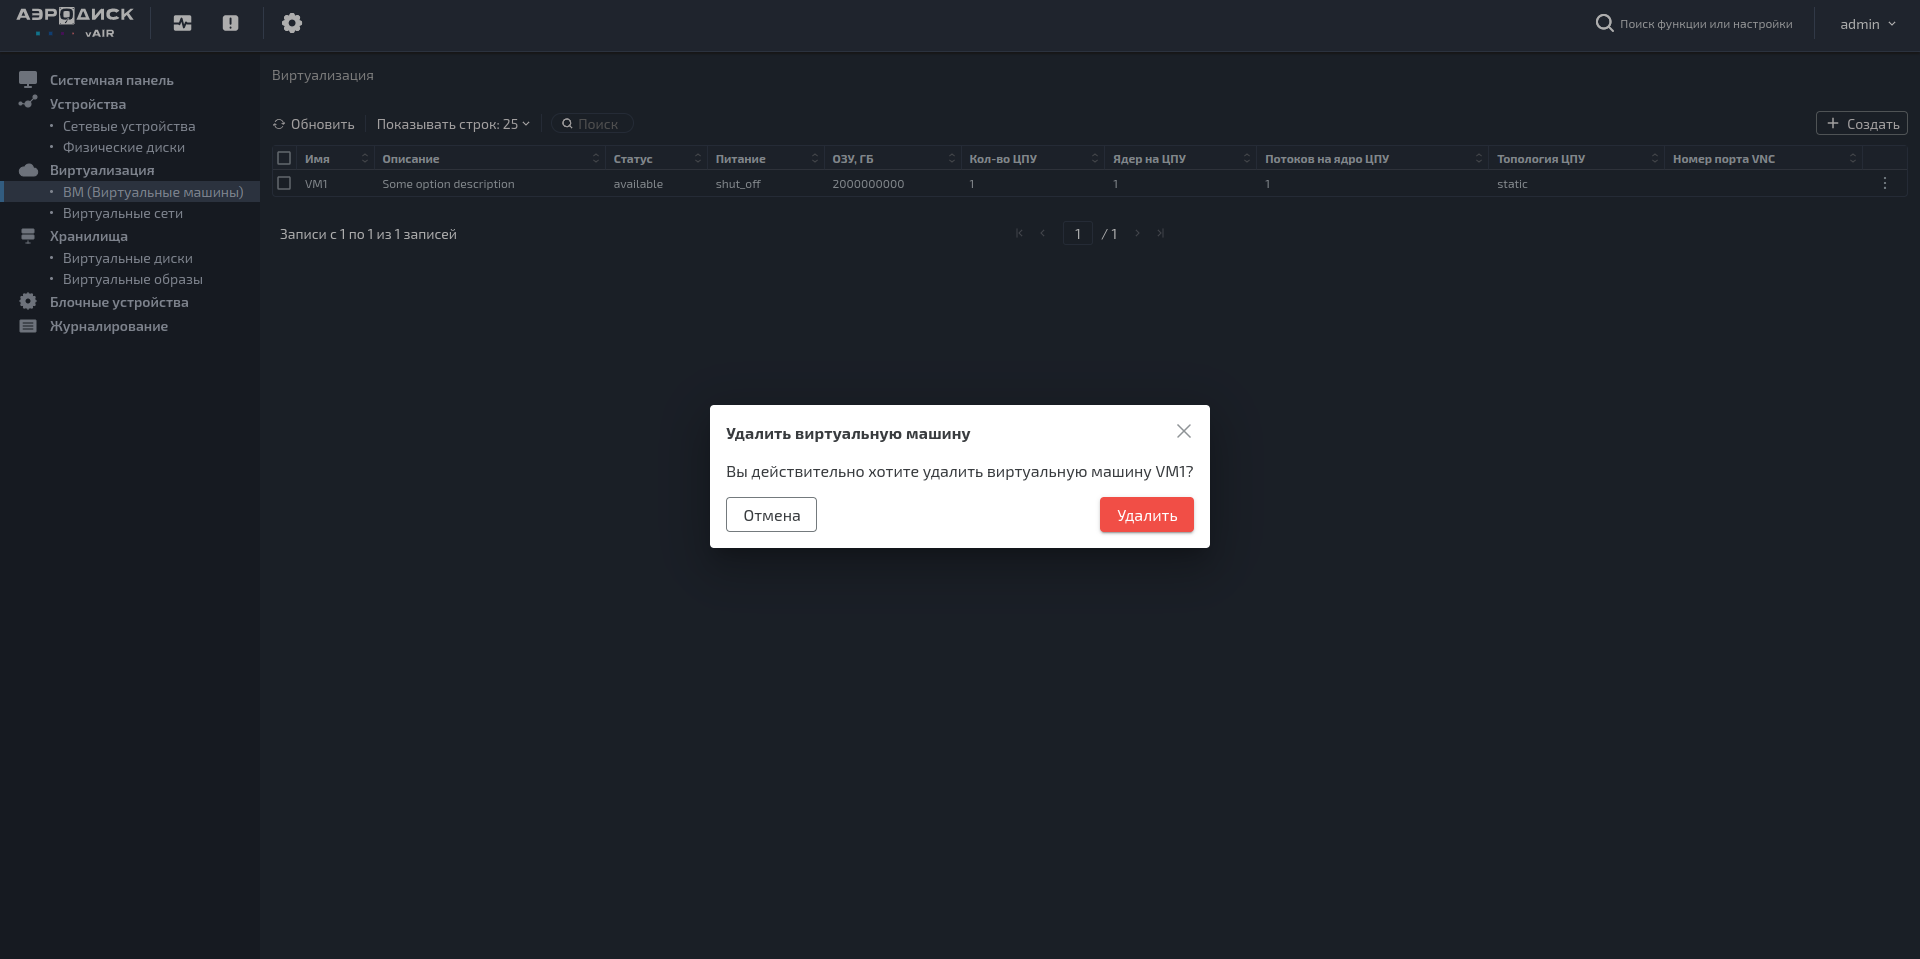 АЭРОДИСК
vAIR
Поиск функции или настройки
admin
Системная панель
Устройства
Сетевые устройства
Физические диски
Виртуализация
ВМ (Виртуальные машины)
Виртуальные сети
Хранилища
Виртуальные диски
Виртуальные образы
Блочные устройства
Журналирование
Виртуализация
Обновить Показывать строк: 25 Поиск Создать
Имя Описание Статус Питание ОЗУ, ГБ Кол-во ЦПУ Ядер на ЦПУ Потоков на ядро ЦПУ Топология ЦПУ Номер порта VNC
VM1 Some option description available shut_off 2000000000 1 1 1 static
Записи с 1 по 1 из 1 записей 1 / 1
Удалить виртуальную машину
Вы действительно хотите удалить виртуальную машину VM1?
Отмена Удалить